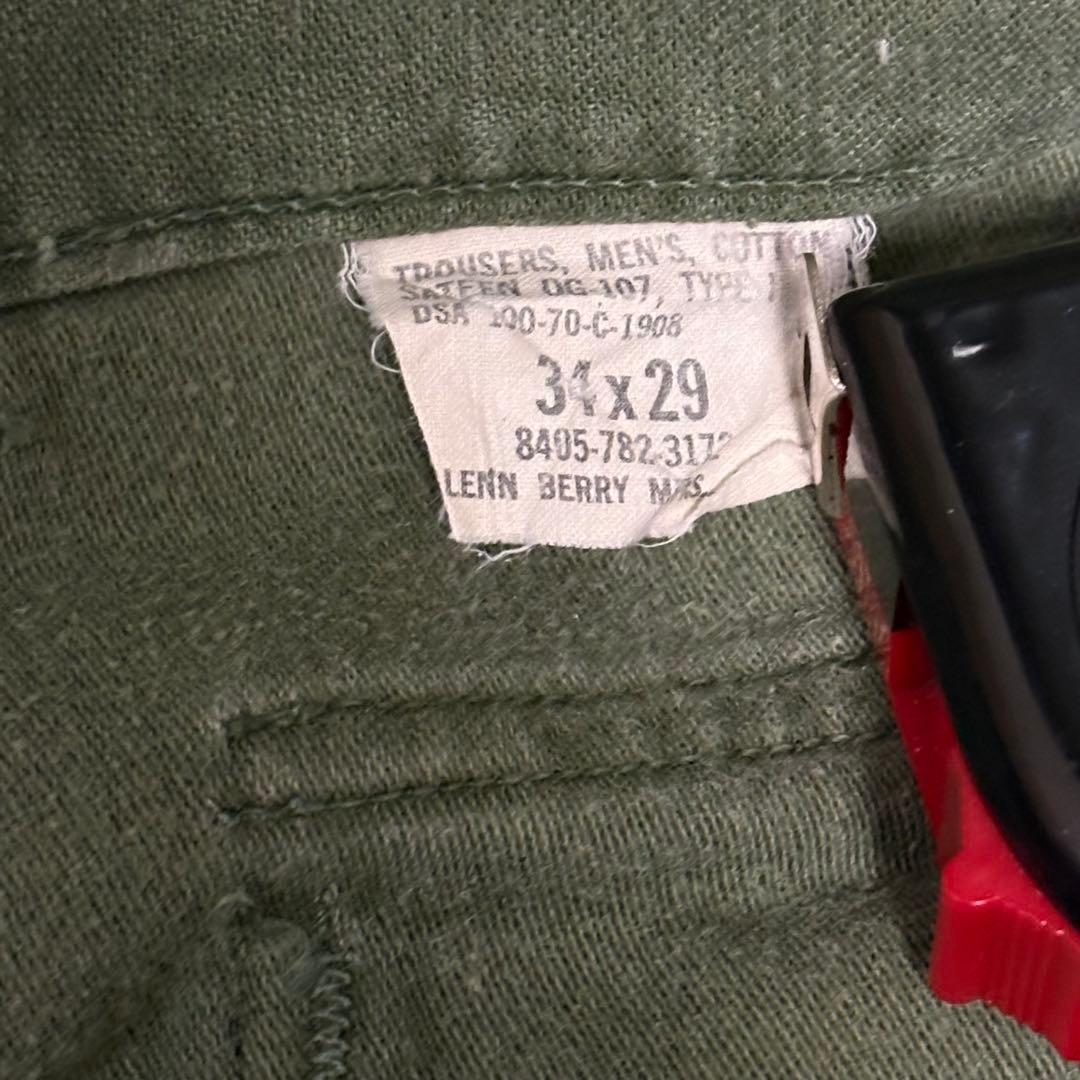 TROUSERS, MEN'S, COTTON
SATEEN OG-107, TYPE I
DSA 100-70-C-1908
34x29
8405-782-317
LENN BERRY MFG.